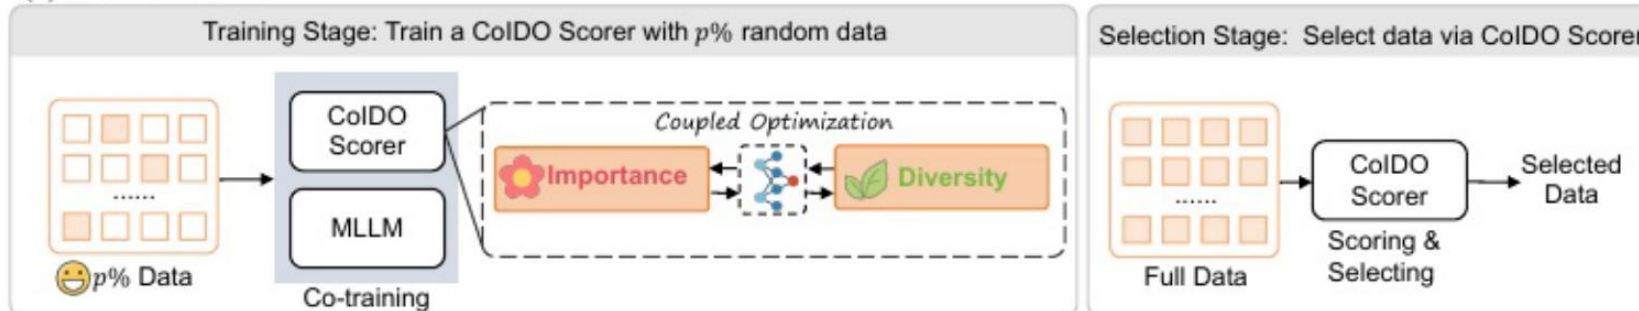 Training Stage: Train a CoIDO Scorer with p% random data
CoIDO
Scorer
MLLM
Co-training
......
p% Data
Coupled Optimization
Importance
Diversity
Selection Stage: Select data via CoIDO Scorer
......
Full Data
CoIDO
Scorer
Scoring &
Selecting
Selected
Data